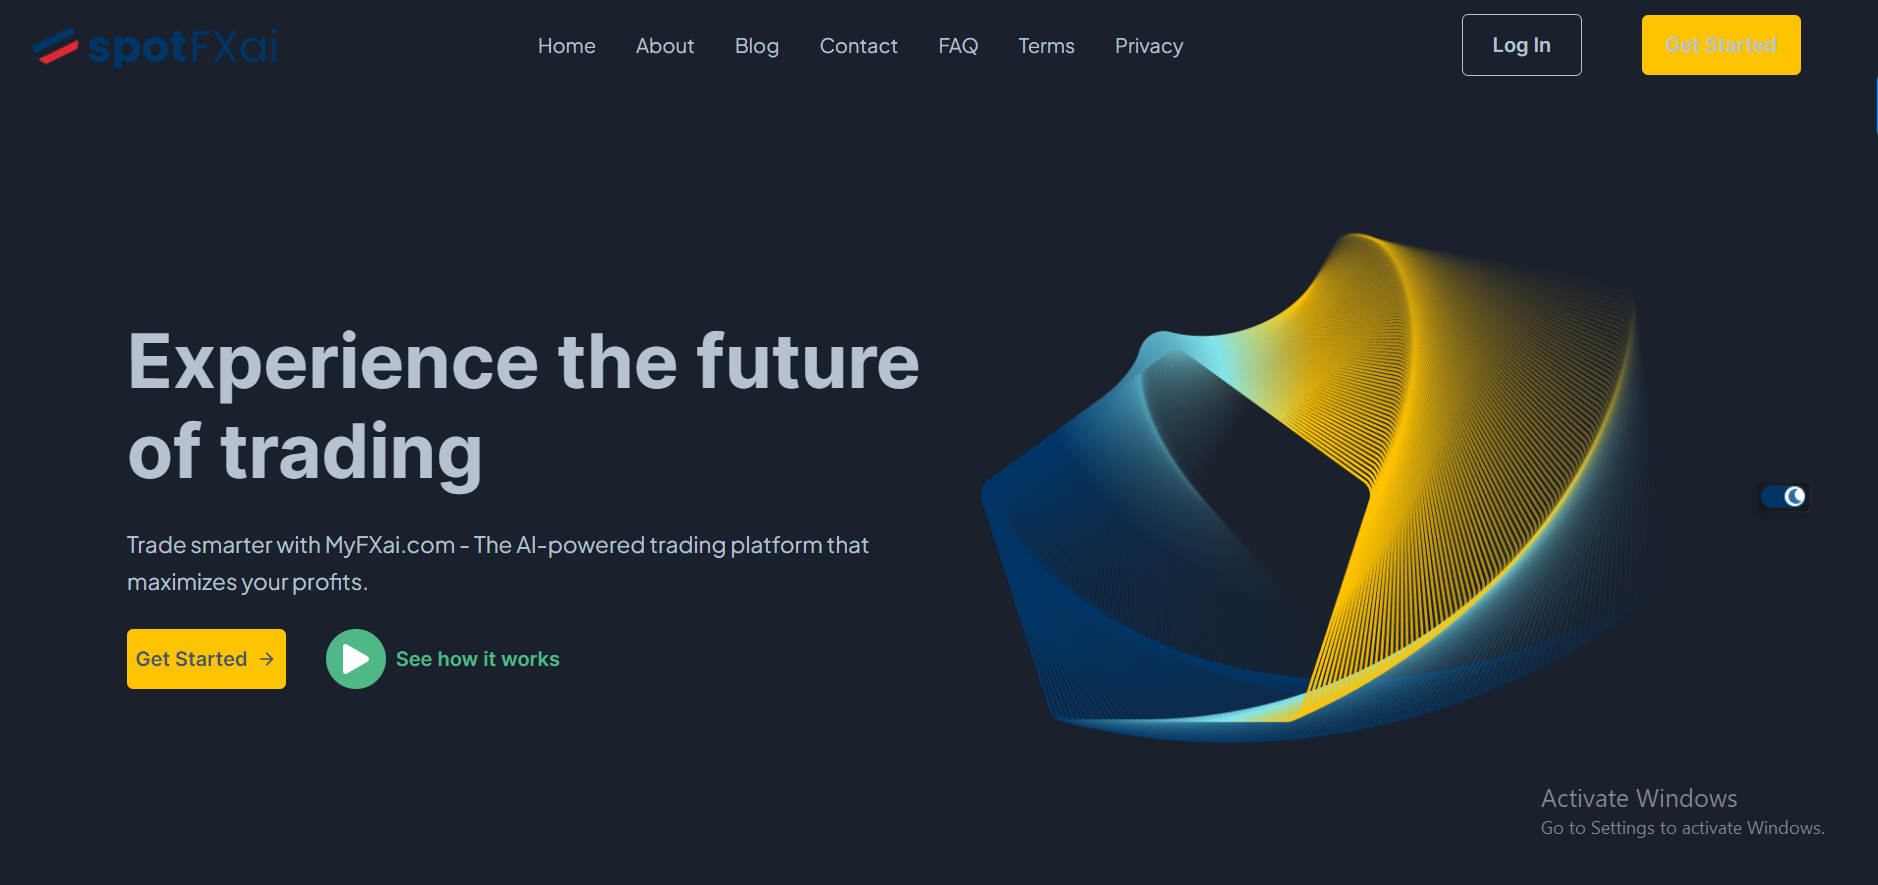 spotFXai
Home About Blog Contact FAQ Terms Privacy
Log In
Get Started
Experience the future
of trading
Trade smarter with MyFXai.com - The AI-powered trading platform that
maximizes your profits.
Get Started →
See how it works
Activate Windows
Go to Settings to activate Windows.